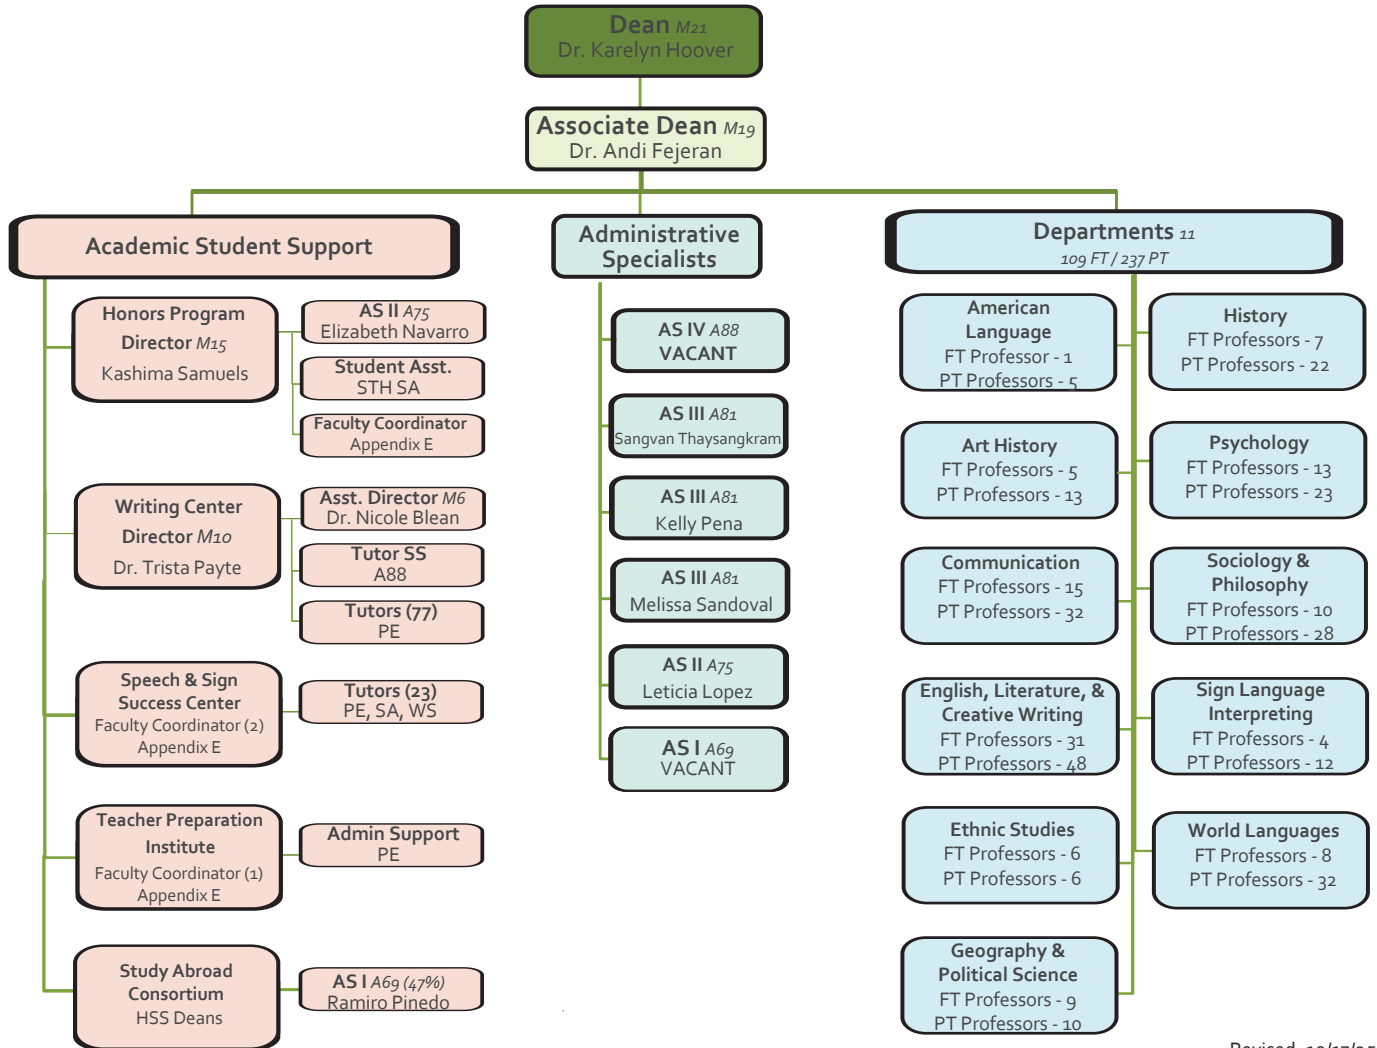 Dean M21
Dr. Karelyn Hoover
Associate Dean M19
Dr. Andi Fejeran
Academic Student Support
Honors Program
Director M15
Kashima Samuels
AS II A75
Elizabeth Navarro
Student Asst.
STH SA
Faculty Coordinator
Appendix E
Writing Center
Director M10
Dr. Trista Payte
Asst. Director M6
Dr. Nicole Blean
Tutor SS
A88
Tutors (77)
PE
Speech & Sign
Success Center
Faculty Coordinator (2)
Appendix E
Tutors (23)
PE, SA, WS
Teacher Preparation
Institute
Faculty Coordinator (1)
Appendix E
Admin Support
PE
Study Abroad
Consortium
HSS Deans
AS I A69 (47%)
Ramiro Pinedo
Administrative
Specialists
AS IV A88
VACANT
AS III A81
Sangvan Thaysangkram
AS III A81
Kelly Pena
AS III A81
Melissa Sandoval
AS II A75
Leticia Lopez
AS I A69
VACANT
Departments 11
109 FT / 237 PT
American
Language
FT Professor - 1
PT Professors - 5
Art History
FT Professors - 5
PT Professors - 13
Communication
FT Professors - 15
PT Professors - 32
English, Literature, &
Creative Writing
FT Professors - 31
PT Professors - 48
Ethnic Studies
FT Professors - 6
PT Professors - 6
Geography &
Political Science
FT Professors - 9
PT Professors - 10
History
FT Professors - 7
PT Professors - 22
Psychology
FT Professors - 13
PT Professors - 23
Sociology &
Philosophy
FT Professors - 10
PT Professors - 28
Sign Language
Interpreting
FT Professors - 4
PT Professors - 12
World Languages
FT Professors - 8
PT Professors - 32